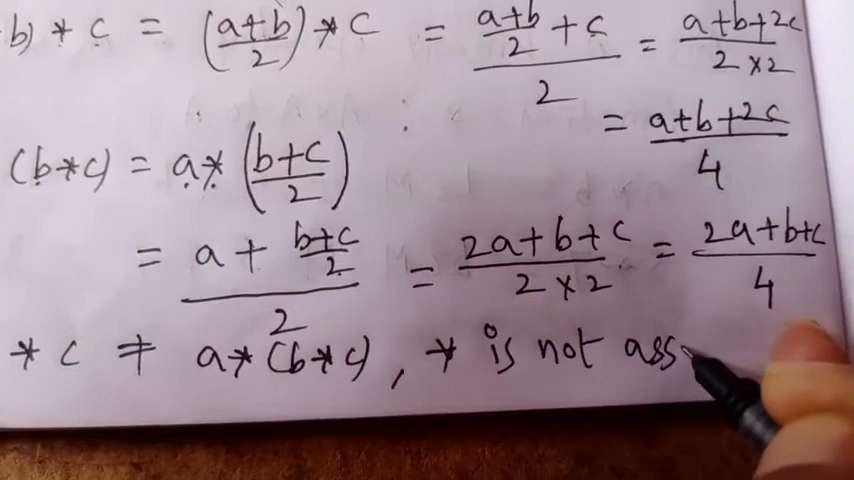 b) * c = (a+b/2) * c = (a+b/2 + c)/2 = (a+b+2c)/(2×2)
= (a+b+2c)/4
(b*c) = a* (b+c/2)
= (a + b+c/2)/2 = (2a+b+c)/(2×2) = (2a+b+c)/4
* c ≠ a*(b*c), * is not ass